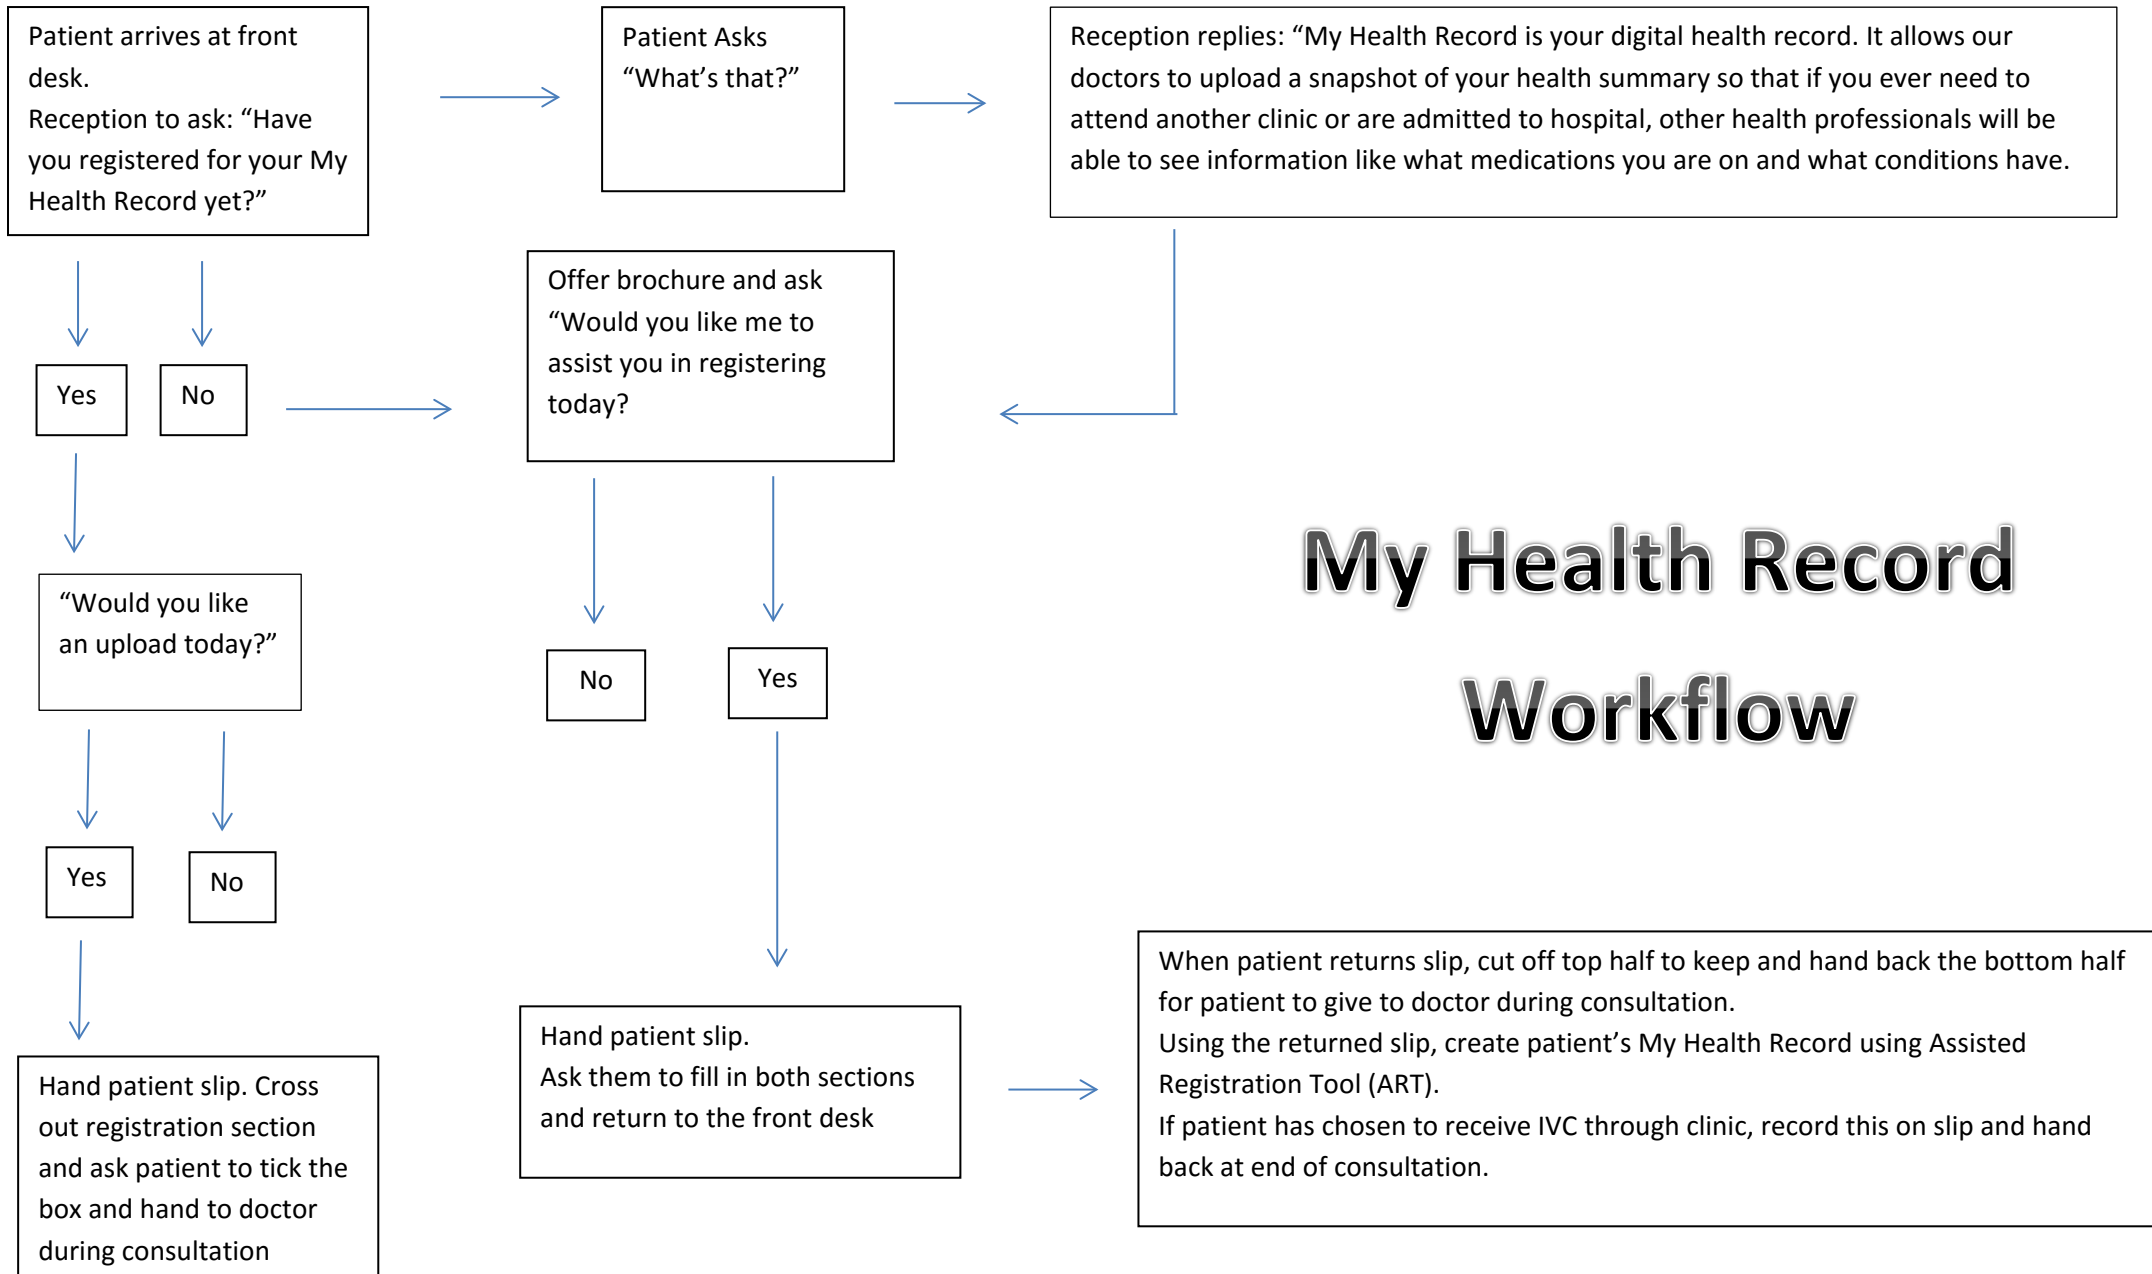 Patient arrives at front
desk.
Reception to ask: “Have
you registered for your My
Health Record yet?”
Patient Asks
“What’s that?”
Reception replies: “My Health Record is your digital health record. It allows our
doctors to upload a snapshot of your health summary so that if you ever need to
attend another clinic or are admitted to hospital, other health professionals will be
able to see information like what medications you are on and what conditions have.
Yes
No
Offer brochure and ask
“Would you like me to
assist you in registering
today?
“Would you like
an upload today?”
No
Yes
My Health Record
Workflow
Yes
No
Hand patient slip. Cross
out registration section
and ask patient to tick the
box and hand to doctor
during consultation
Hand patient slip.
Ask them to fill in both sections
and return to the front desk
When patient returns slip, cut off top half to keep and hand back the bottom half
for patient to give to doctor during consultation.
Using the returned slip, create patient’s My Health Record using Assisted
Registration Tool (ART).
If patient has chosen to receive IVC through clinic, record this on slip and hand
back at end of consultation.